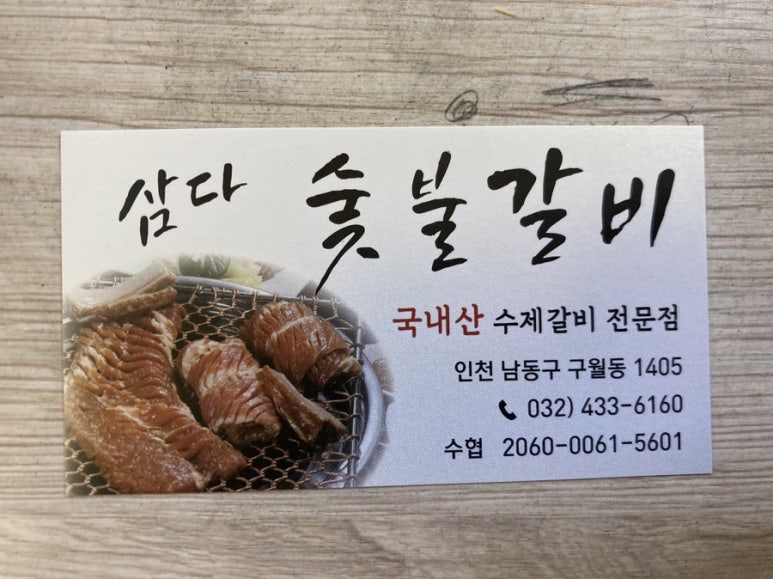 삼다 숯불갈비
국내산 수제갈비 전문점
인천 남동구 구월동 1405
032) 433-6160
수협 2060-0061-5601